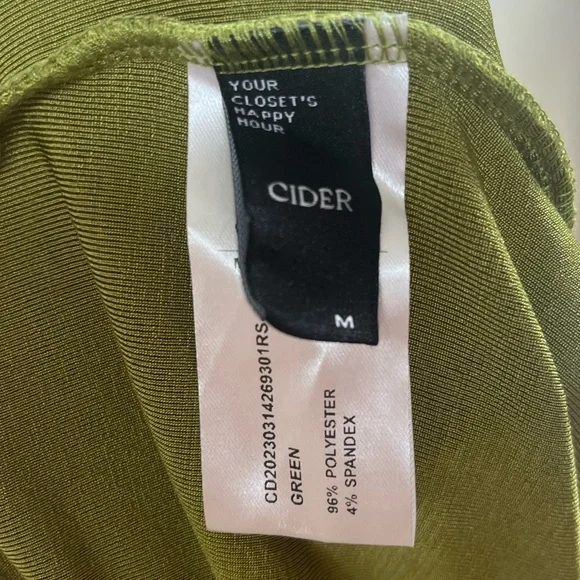 YOUR
CLOSET'S
HAPPY
HOUR
CIDER
M
CD20230314269301RS
GREEN
96% POLYESTER
4% SPANDEX